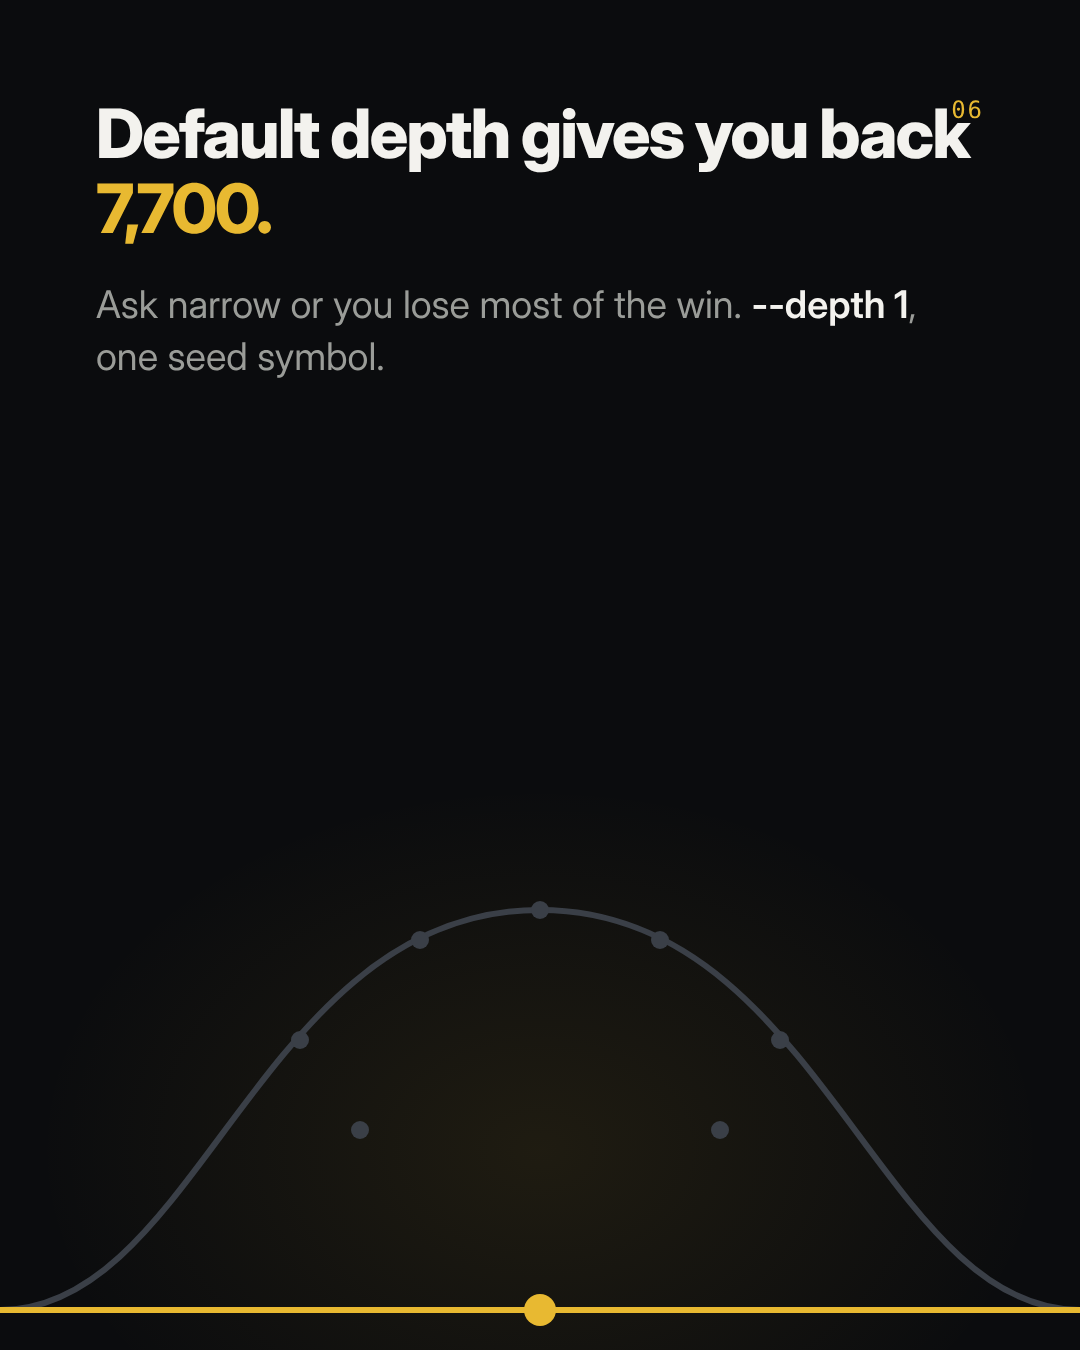 06
Default depth gives you back
7,700.
Ask narrow or you lose most of the win. --depth 1,
one seed symbol.